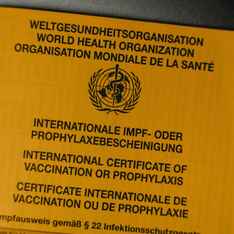 WELTGESUNDHEITSORGANISATION
WORLD HEALTH ORGANIZATION
ORGANISATION MONDIALE DE LA SANTÉ
INTERNATIONALE IMPF- ODER
PROPHYLAXEBESCHEINIGUNG
INTERNATIONAL CERTIFICATE OF
VACCINATION OR PROPHYLAXIS
CERTIFICATE INTERNATIONALE DE
VACCINATION OU DE PROPHYLAXIE
mpfausweis gemäß § 22 Infektionsschutzgese